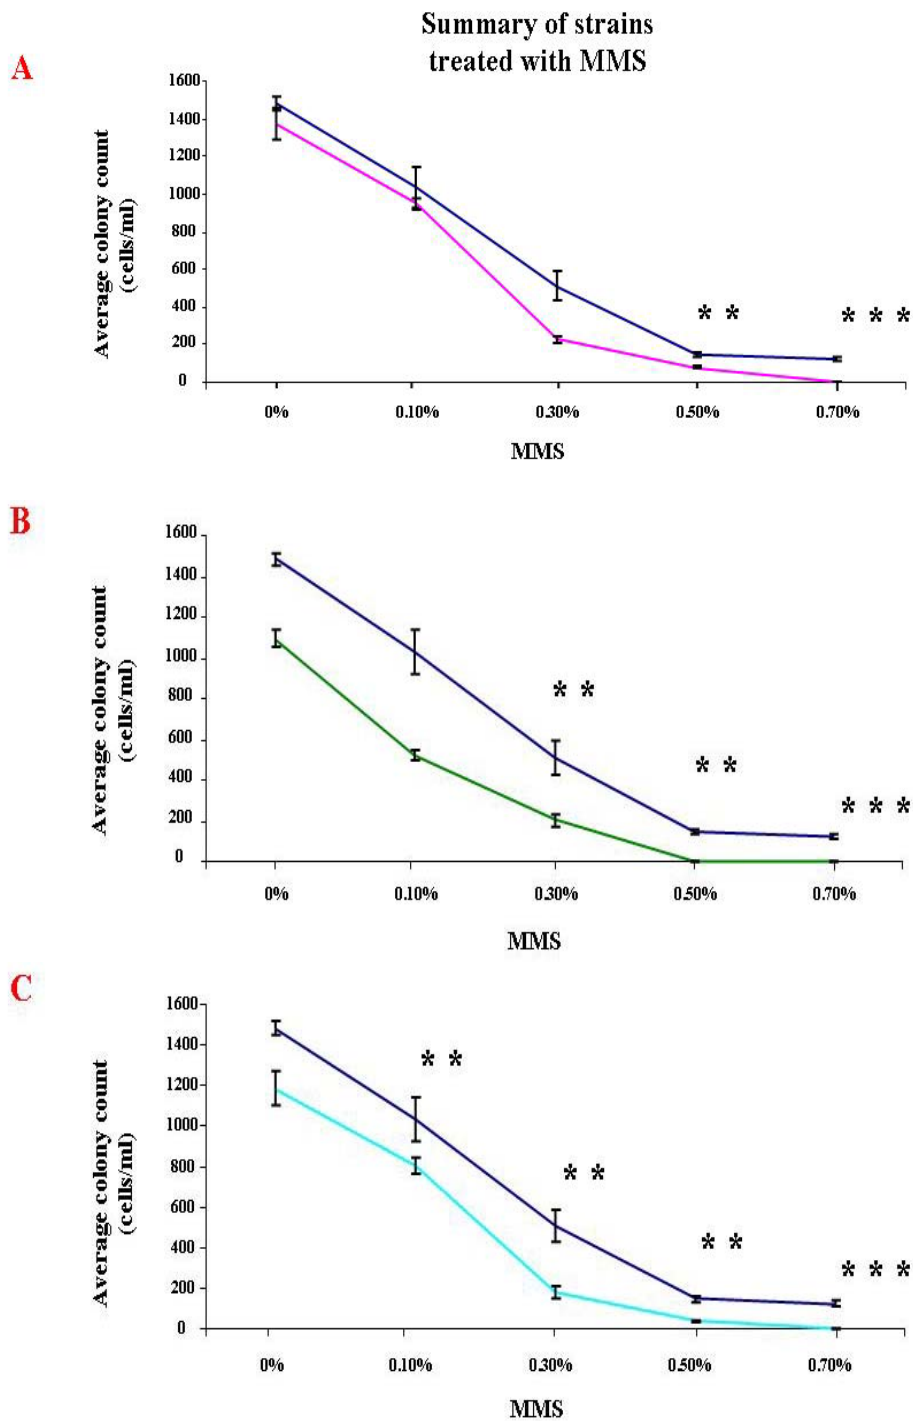 Summary of strains
treated with MMS
A
Average colony count
(cells/ml)
1600
1400
1200
1000
800
600
400
200
0
* *
* * *
0% 0.10% 0.30% 0.50% 0.70%
MMS
B
Average colony count
(cells/ml)
1600
1400
1200
1000
800
600
400
200
0
* *
* *
* * *
0% 0.10% 0.30% 0.50% 0.70%
MMS
C
Average colony count
(cells/ml)
1600
1400
1200
1000
800
600
400
200
0
* *
* *
* *
* * *
0% 0.10% 0.30% 0.50% 0.70%
MMS